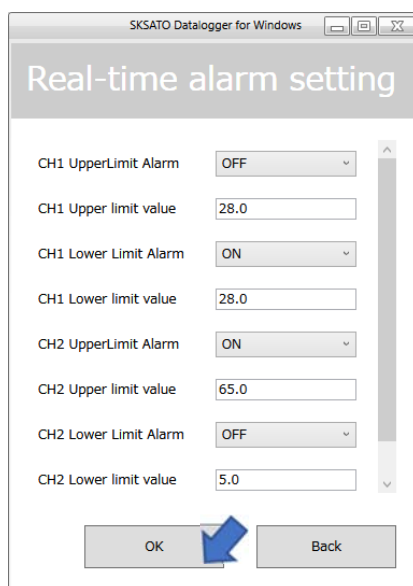 SKSATO Datalogger for Windows
Real-time alarm setting
CH1 UpperLimit Alarm OFF
CH1 Upper limit value 28.0
CH1 Lower Limit Alarm ON
CH1 Lower limit value 28.0
CH2 UpperLimit Alarm ON
CH2 Upper limit value 65.0
CH2 Lower Limit Alarm OFF
CH2 Lower limit value 5.0
OK Back